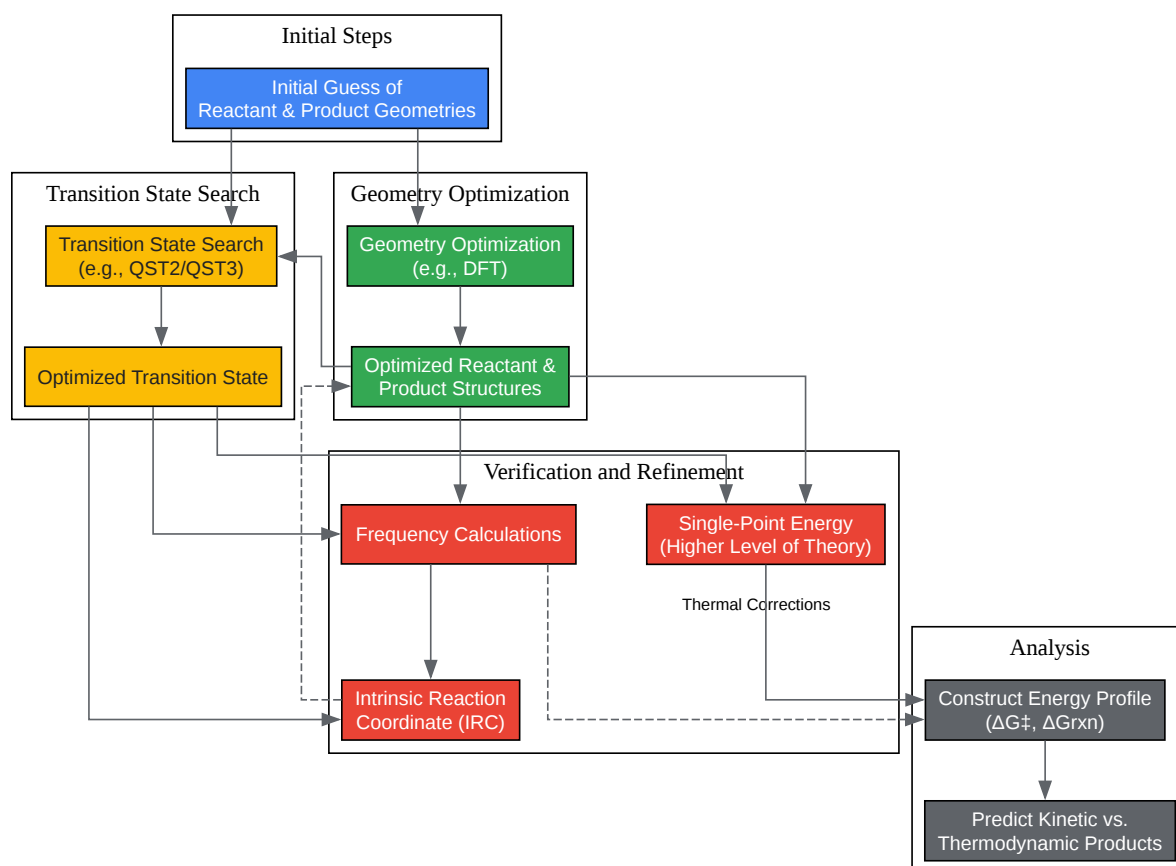 Initial Steps
Initial Guess of
Reactant & Product Geometries
Transition State Search
Transition State Search
(e.g., QST2/QST3)
Optimized Transition State
Geometry Optimization
Geometry Optimization
(e.g., DFT)
Optimized Reactant &
Product Structures
Verification and Refinement
Frequency Calculations
Single-Point Energy
(Higher Level of Theory)
Thermal Corrections
Intrinsic Reaction
Coordinate (IRC)
Analysis
Construct Energy Profile
(ΔG‡, ΔGrxn)
Predict Kinetic vs.
Thermodynamic Products